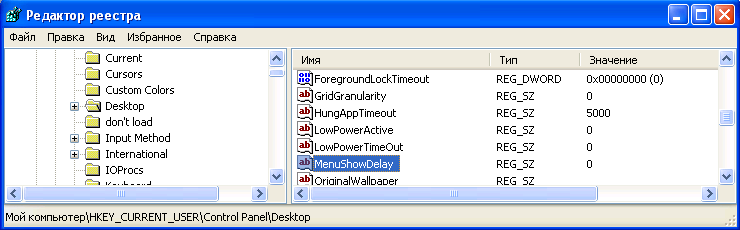 Редактор реестра
Файл Правка Вид Избранное Справка
Current
Cursors
Custom Colors
Desktop
don't load
Input Method
International
IOProcs
Keyboard
Имя Тип Значение
ForegroundLockTimeout REG_DWORD 0x00000000 (0)
GridGranularity REG_SZ 0
HungAppTimeout REG_SZ 5000
LowPowerActive REG_SZ 0
LowPowerTimeOut REG_SZ 0
MenuShowDelay REG_SZ 0
OriginalWallpaper REG_SZ
Мой компьютер\HKEY_CURRENT_USER\Control Panel\Desktop